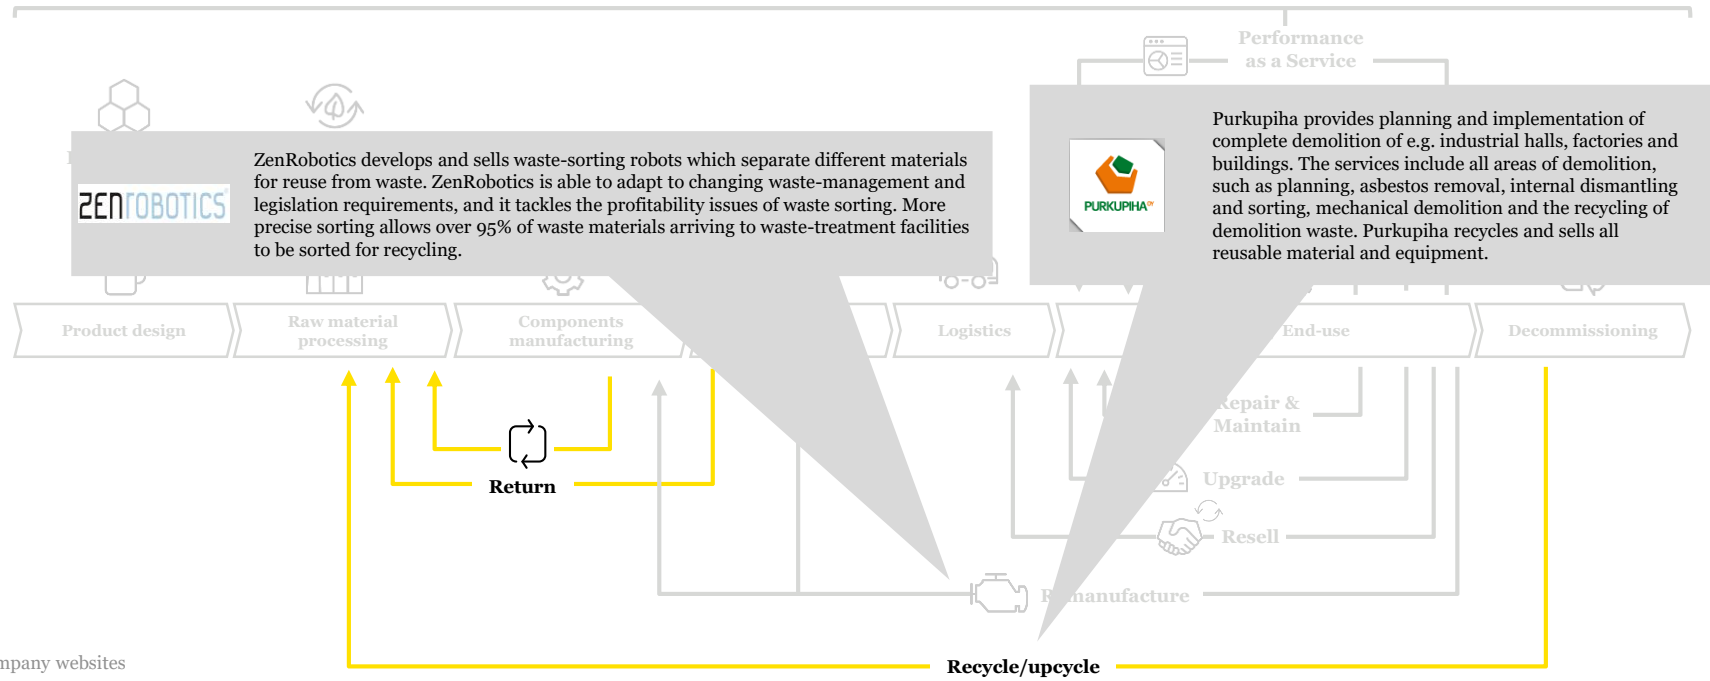 Performance
as a Service
ZENROBOTICS
ZenRobotics develops and sells waste-sorting robots which separate different materials
for reuse from waste. ZenRobotics is able to adapt to changing waste-management and
legislation requirements, and it tackles the profitability issues of waste sorting. More
precise sorting allows over 95% of waste materials arriving to waste-treatment facilities
to be sorted for recycling.
PURKUPIHA OY
Purkupiha provides planning and implementation of
complete demolition of e.g. industrial halls, factories and
buildings. The services include all areas of demolition,
such as planning, asbestos removal, internal dismantling
and sorting, mechanical demolition and the recycling of
demolition waste. Purkupiha recycles and sells all
reusable material and equipment.
Product design
Raw material
processing
Components
manufacturing
Logistics
End-use
Decommissioning
Repair &
Maintain
Return
Upgrade
Resell
Remanufacture
Recycle/upcycle
websites